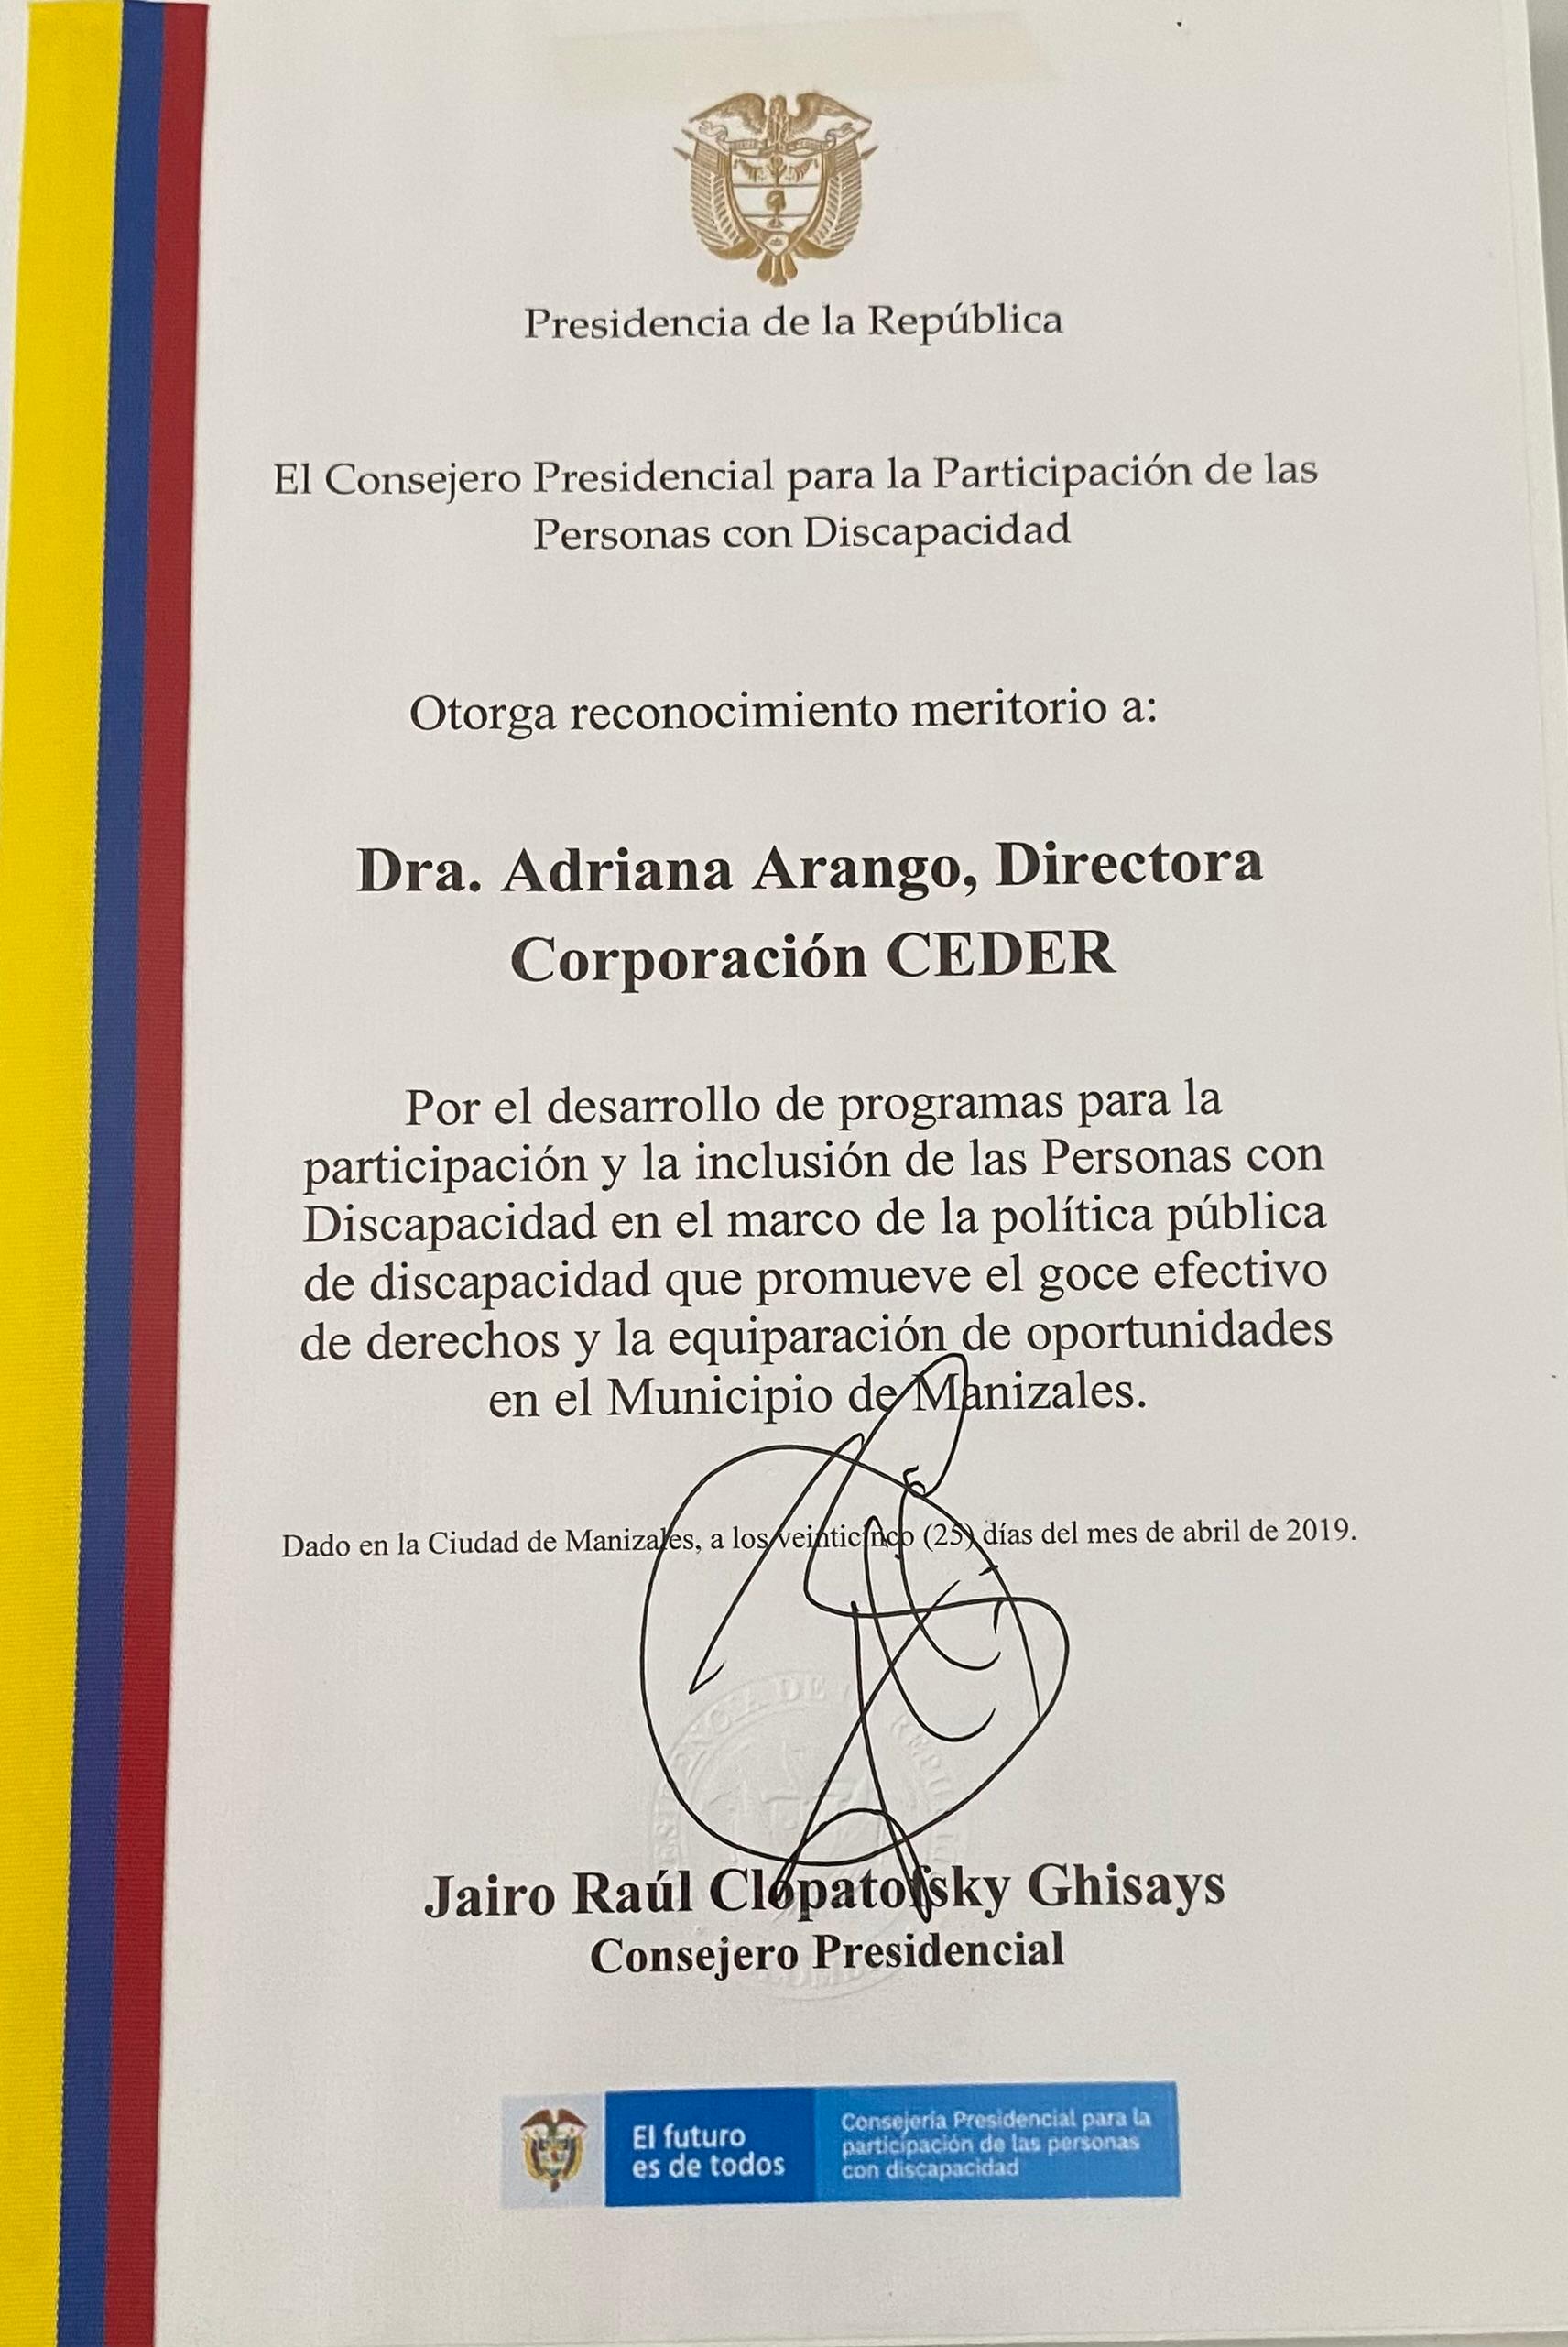 Presidencia de la República
El Consejero Presidencial para la Participación de las
Personas con Discapacidad
Otorga reconocimiento meritorio a:
Dra. Adriana Arango, Directora
Corporación CEDER
Por el desarrollo de programas para la
participación y la inclusión de las Personas con
Discapacidad en el marco de la política pública
de discapacidad que promueve el goce efectivo
de derechos y la equiparación de oportunidades
en el Municipio de Manizales.
Dado en la Ciudad de Manizales, a los veinticinco (25) días del mes de abril de 2019.
Jairo Raúl Clopatofsky Ghisays
Consejero Presidencial
El futuro
es de todos
Consejería Presidencial para la
participación de las personas
con discapacidad